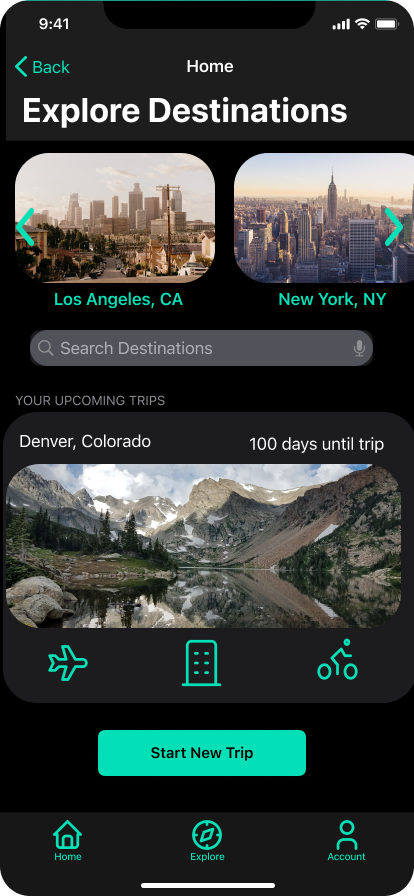 9:41
Back
Home
Explore Destinations
Los Angeles, CA
New York, NY
Search Destinations
YOUR UPCOMING TRIPS
Denver, Colorado
100 days until trip
Start New Trip
Home
Explore
Account